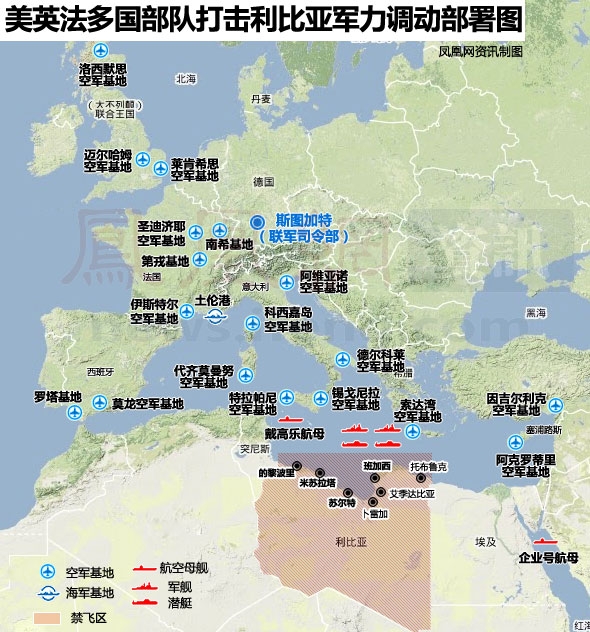 美英法多国部队打击利比亚军力调动部署图
凤凰网资讯制图
洛西默思
空军基地
北海
丹麦
(大不列颠)
联合王国
迈尔哈姆
空军基地
莱肯希思
空军基地
德国
圣迪济耶
空军基地
南希基地
斯图加特
(联军司令部)
第戎基地
法国
阿维亚诺
空军基地
意大利
伊斯特尔
空军基地
土伦港
科西嘉岛
空军基地
黑海
西班牙
代齐莫曼努
空军基地
德尔科莱
空军基地
希腊
罗塔基地
莫龙空军基地
特拉帕尼
空军基地
锡戈尼拉
空军基地
索达湾
空军基地
因吉尔利克
空军基地
塞浦路斯
戴高乐航母
突尼斯
阿克罗蒂里
空军基地
的黎波里
米苏拉塔
苏尔特
班加西
托布鲁克
艾季达比亚
卜雷加
利比亚
埃及
企业号航母
空军基地
海军基地
禁飞区
航空母舰
军舰
潜艇
红海